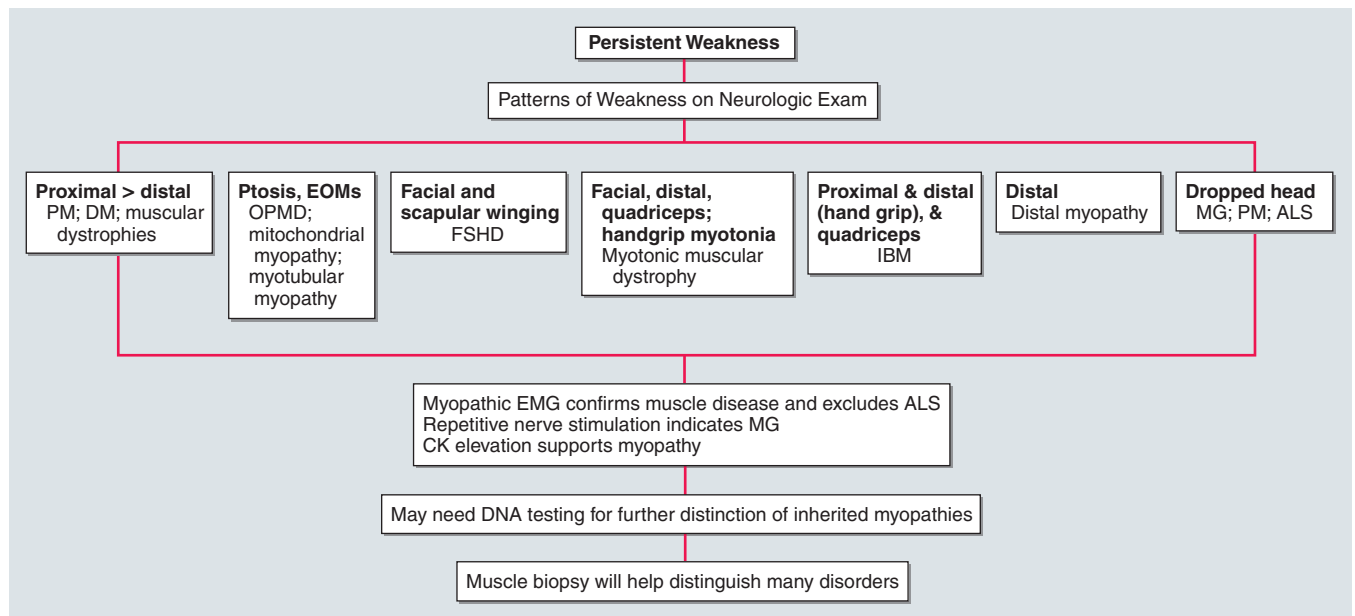 Persistent Weakness
Patterns of Weakness on Neurologic Exam
Proximal > distal
PM; DM; muscular
dystrophies
Ptosis, EOMs
OPMD;
mitochondrial
myopathy;
myotubular
myopathy
Facial and
scapular winging
FSHD
Facial, distal,
quadriceps;
handgrip myotonia
Myotonic muscular
dystrophy
Proximal & distal
(hand grip), &
quadriceps
IBM
Distal
Distal myopathy
Dropped head
MG; PM; ALS
Myopathic EMG confirms muscle disease and excludes ALS
Repetitive nerve stimulation indicates MG
CK elevation supports myopathy
May need DNA testing for further distinction of inherited myopathies
Muscle biopsy will help distinguish many disorders